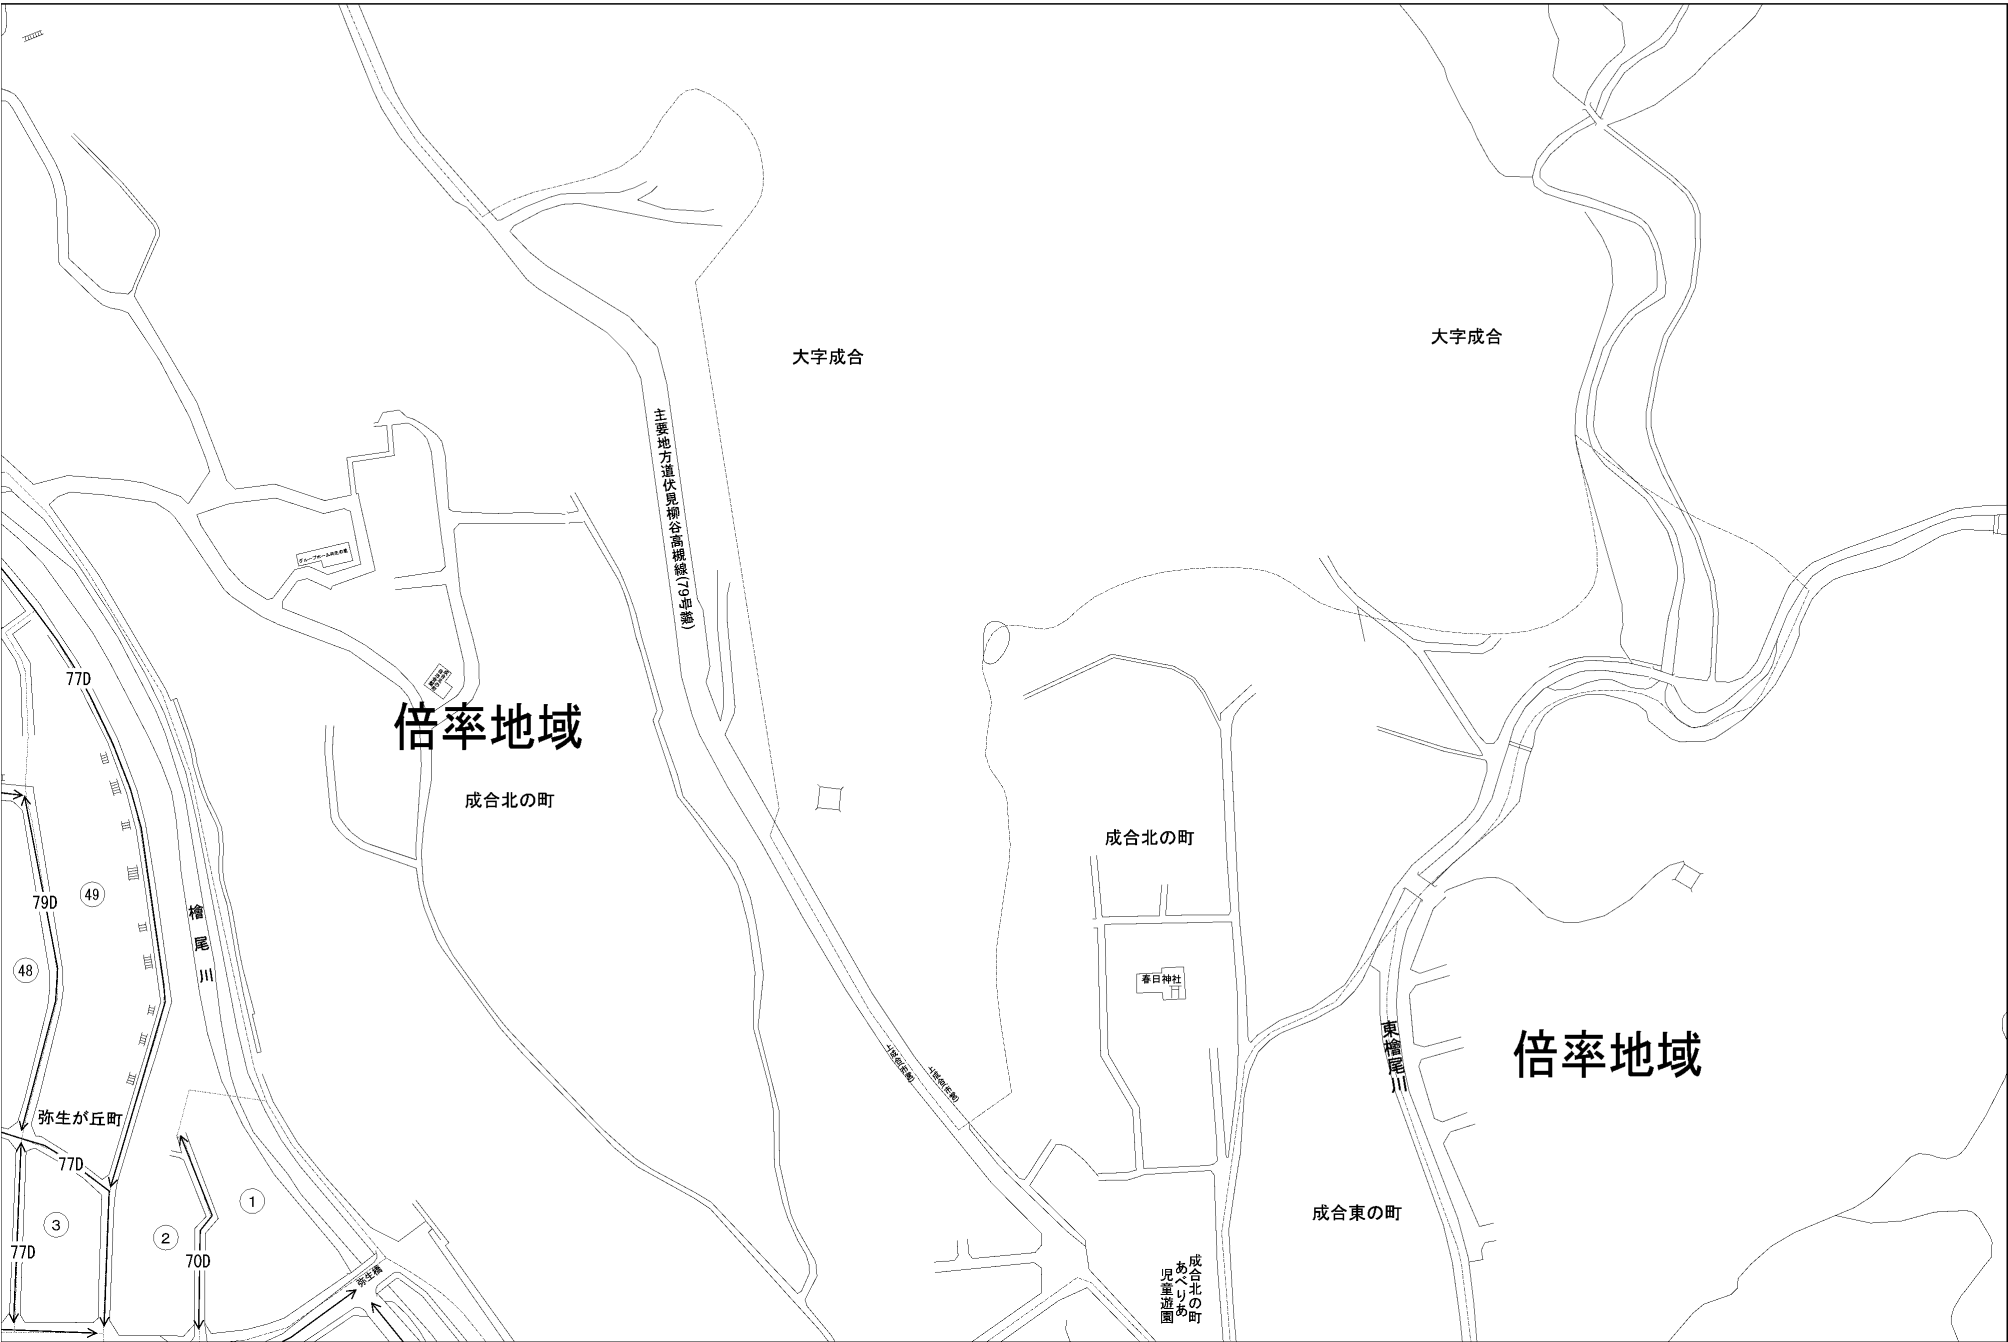 大字成合
大字成合
主要地方道伏見柳谷高槻線(79号線)
77D
倍率地域
成合北の町
成合北の町
79D
49
檜尾川
48
春日神社
東檜尾川
倍率地域
弥生が丘町
77D
1
3
2
77D
70D
弥生橋
成合東の町
成合北の町
あべりあ
児童遊園